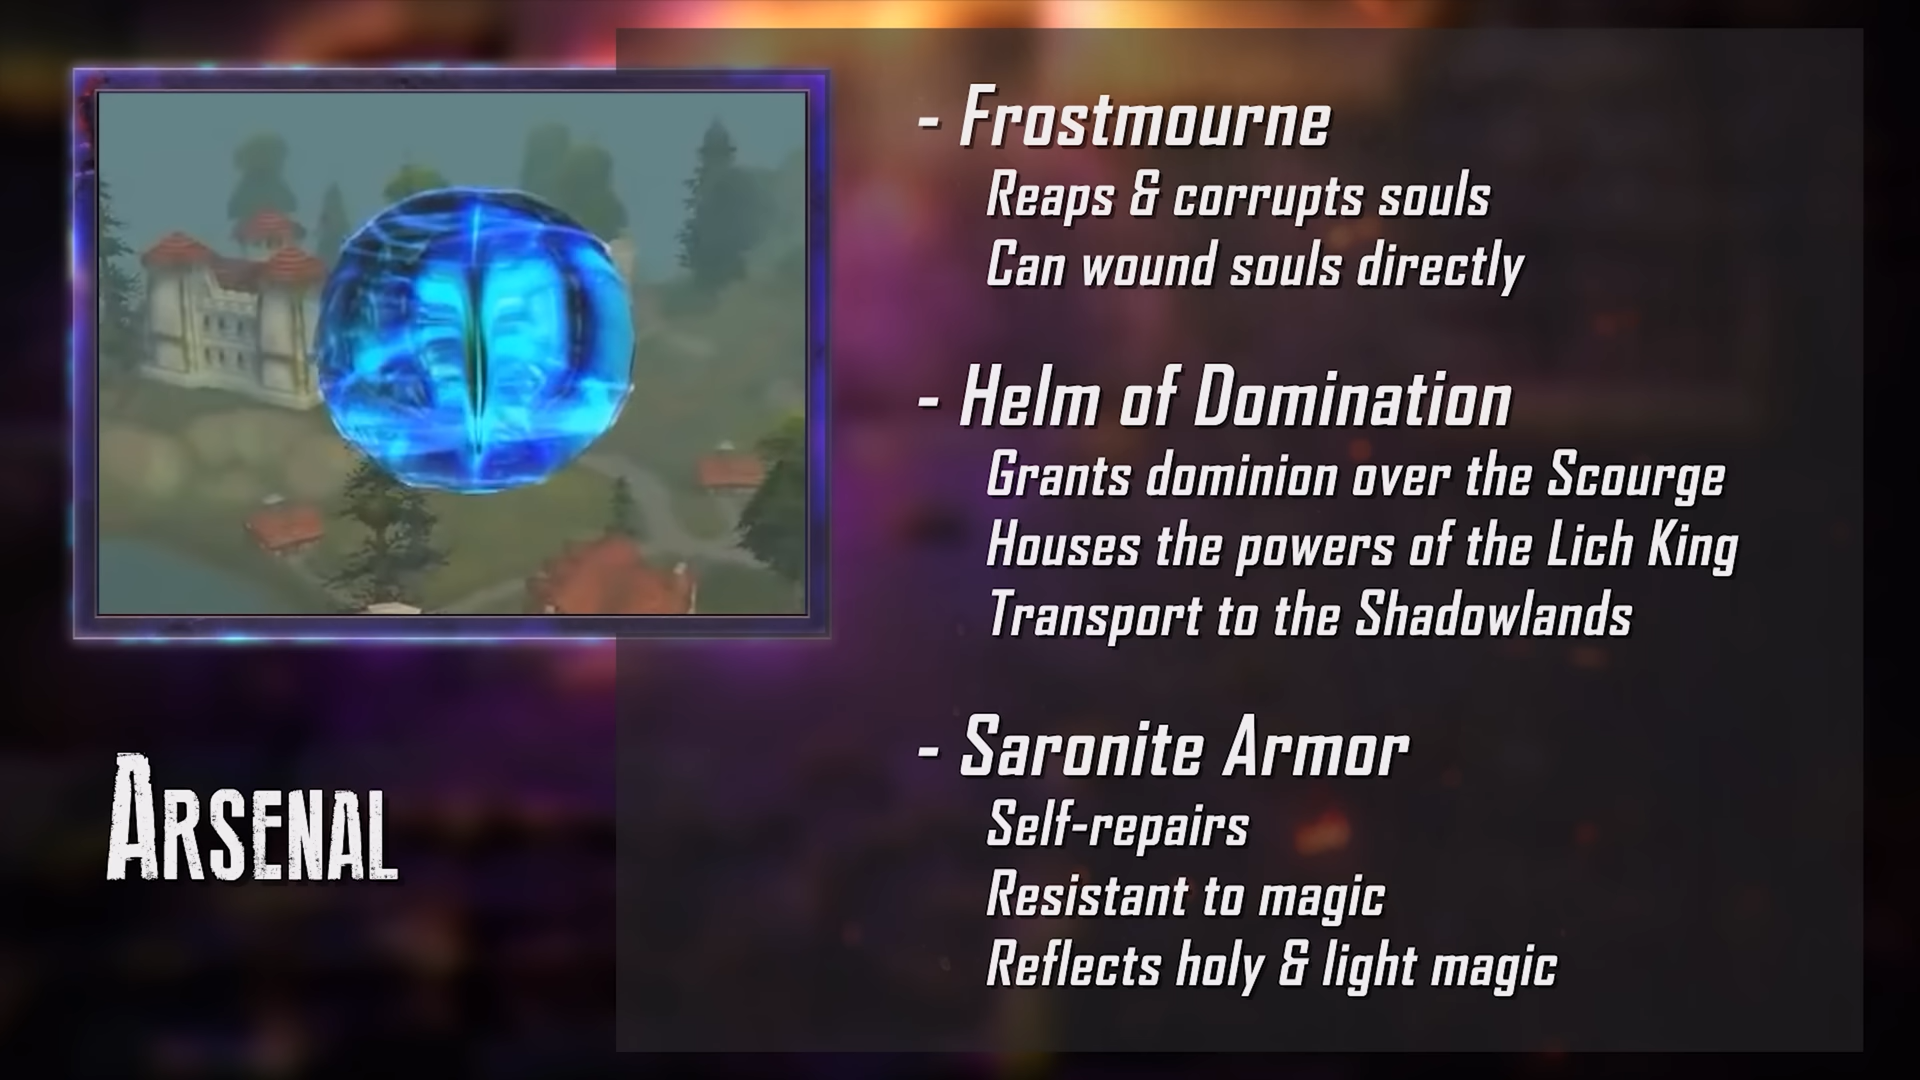 - Frostmourne
Reaps & corrupts souls
Can wound souls directly
- Helm of Domination
Grants dominion over the Scourge
Houses the powers of the Lich King
Transport to the Shadowlands
- Saronite Armor
Self-repairs
Resistant to magic
Reflects holy & light magic
Arsenal